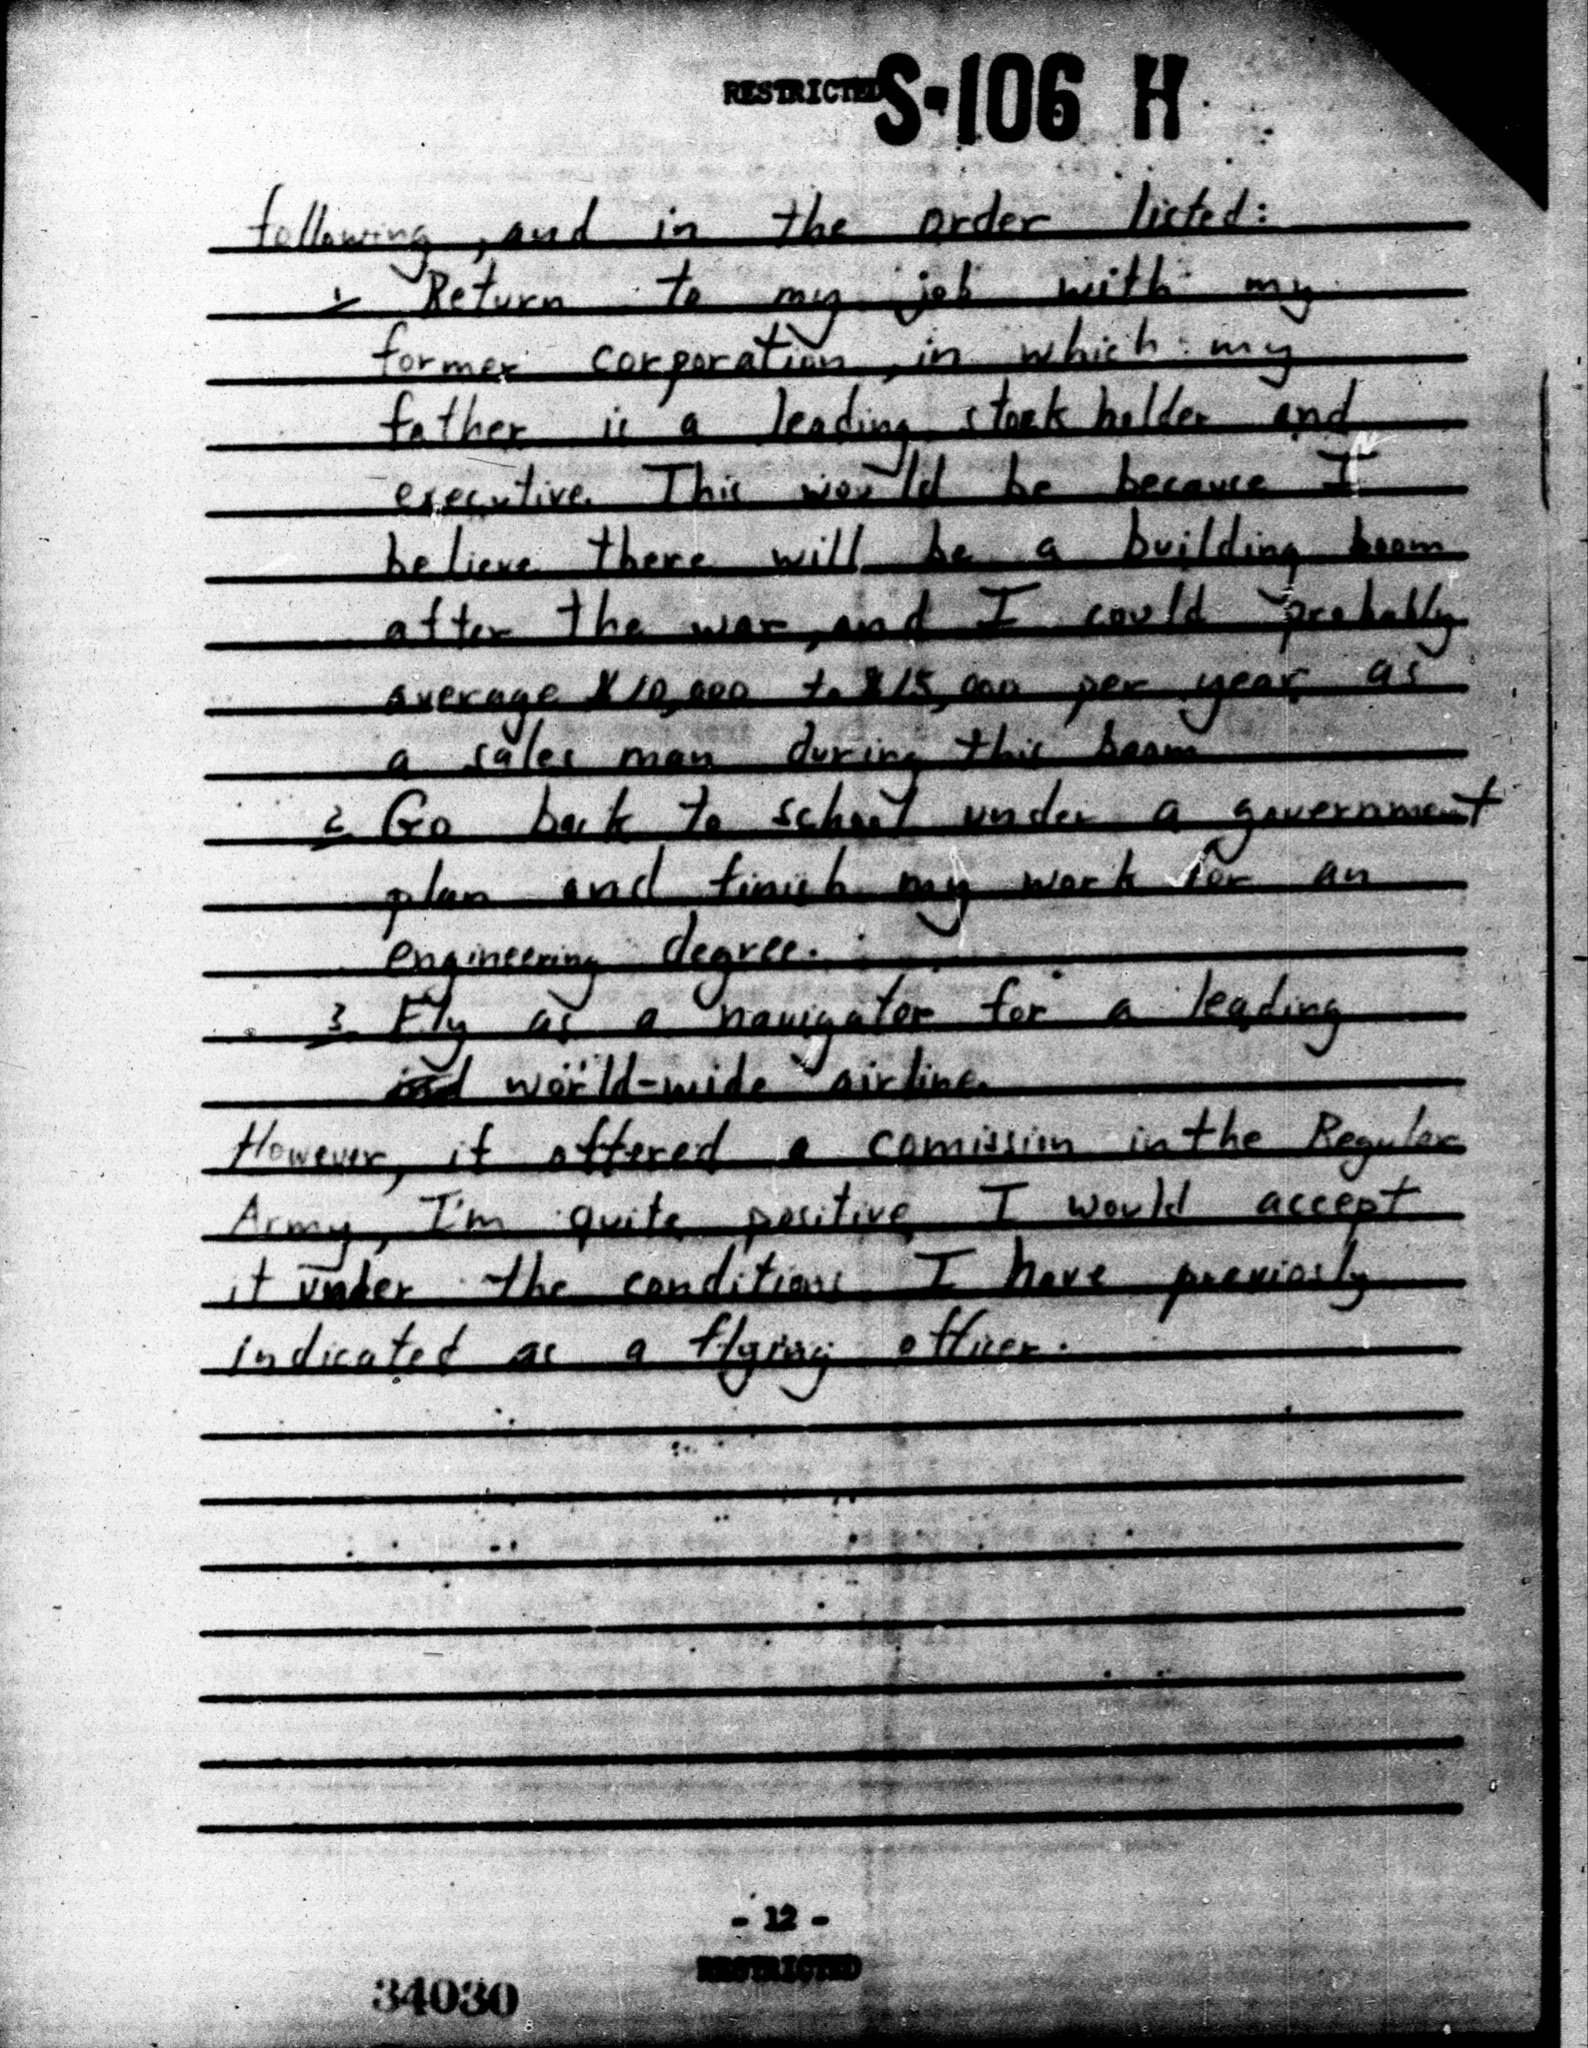 RESTRICTED S-106 H
following, and in the order listed:
1. Return to my job with my
former corporation, in which my
father is a leading stock holder and
executive. This would be because I
believe there will be a building boom
after the war, and I could probably
average $10,000 to $15,000 per year as
a sales man during this boom
2. Go back to school under a government
plan and finish my work for an
engineering degree.
3. Fly as a navigator for a leading
world-wide airline.
However, if offered a comission in the Regular
Army, I'm quite positive I would accept
it under the conditions I have previosly
indicated as a flying officer.
- 12 -
RESTRICTED
34030